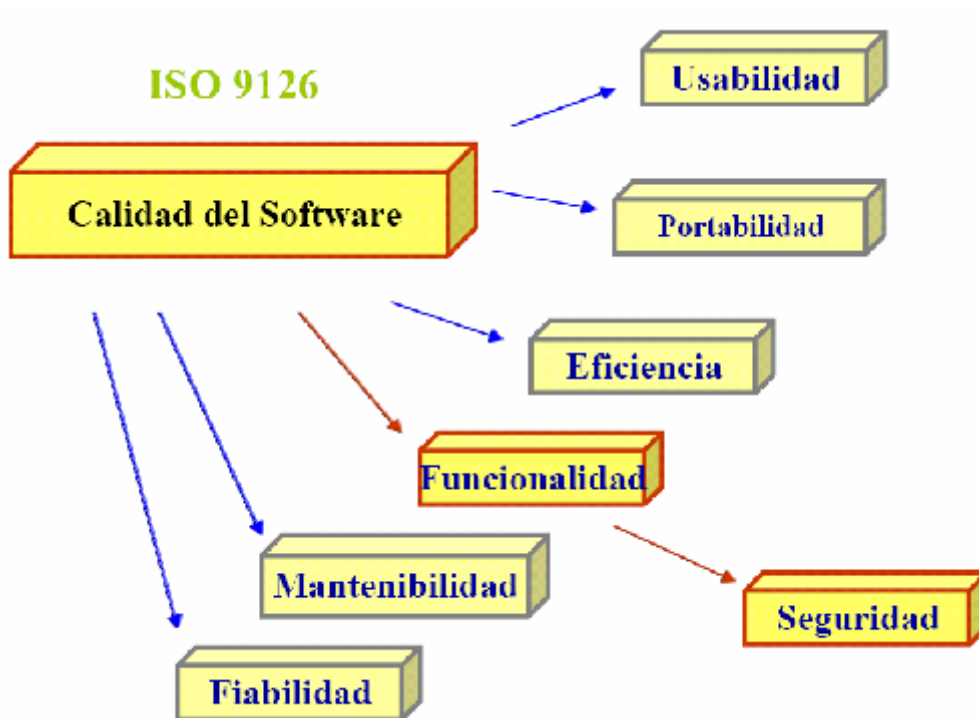 ISO 9126
Calidad del Software
Usabilidad
Portabilidad
Eficiencia
Funcionalidad
Mantenibilidad
Seguridad
Fiabilidad